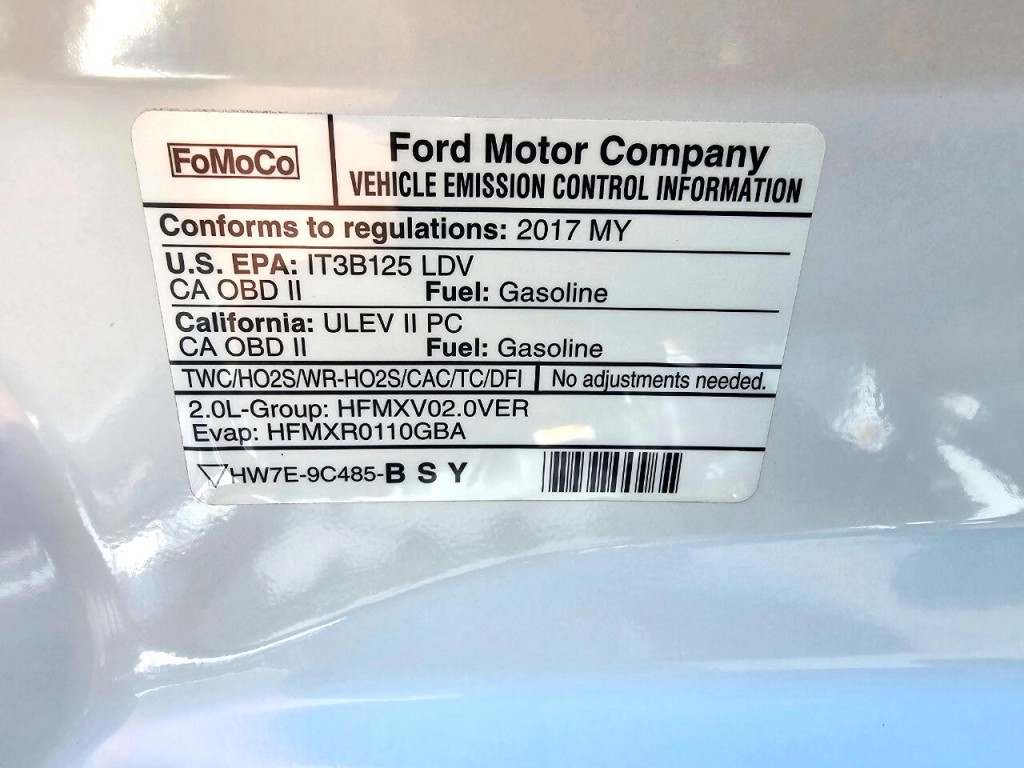 FoMoCo
Ford Motor Company
VEHICLE EMISSION CONTROL INFORMATION
Conforms to regulations: 2017 MY
U.S. EPA: IT3B125 LDV
CA OBD II Fuel: Gasoline
California: ULEV II PC
CA OBD II Fuel: Gasoline
TWC/HO2S/WR-HO2S/CAC/TC/DFI No adjustments needed.
2.0L-Group: HFMXV02.0VER
Evap: HFMXR0110GBA
HW7E-9C485-B S Y